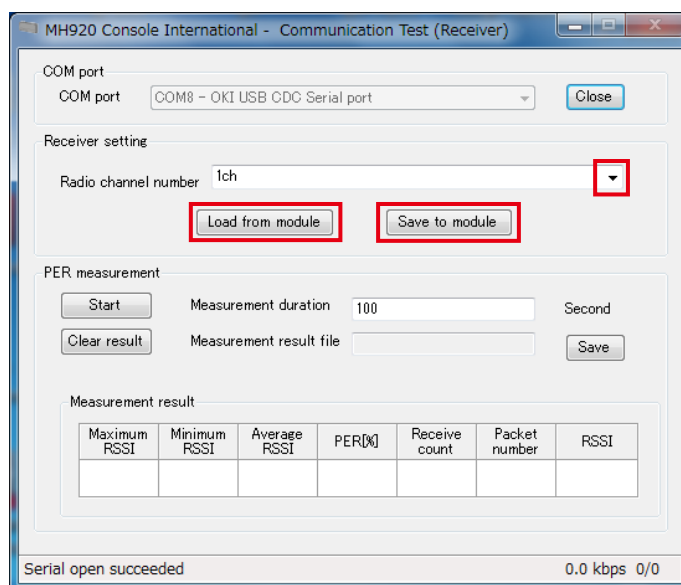 MH920 Console International - Communication Test (Receiver)
COM port
COM port COM8 - OKI USB CDC Serial port Close
Receiver setting
Radio channel number 1ch
Load from module Save to module
PER measurement
Start Measurement duration 100 Second
Clear result Measurement result file Save
Measurement result
Maximum RSSI Minimum RSSI Average RSSI PER[%] Receive count Packet number RSSI
Serial open succeeded 0.0 kbps 0/0